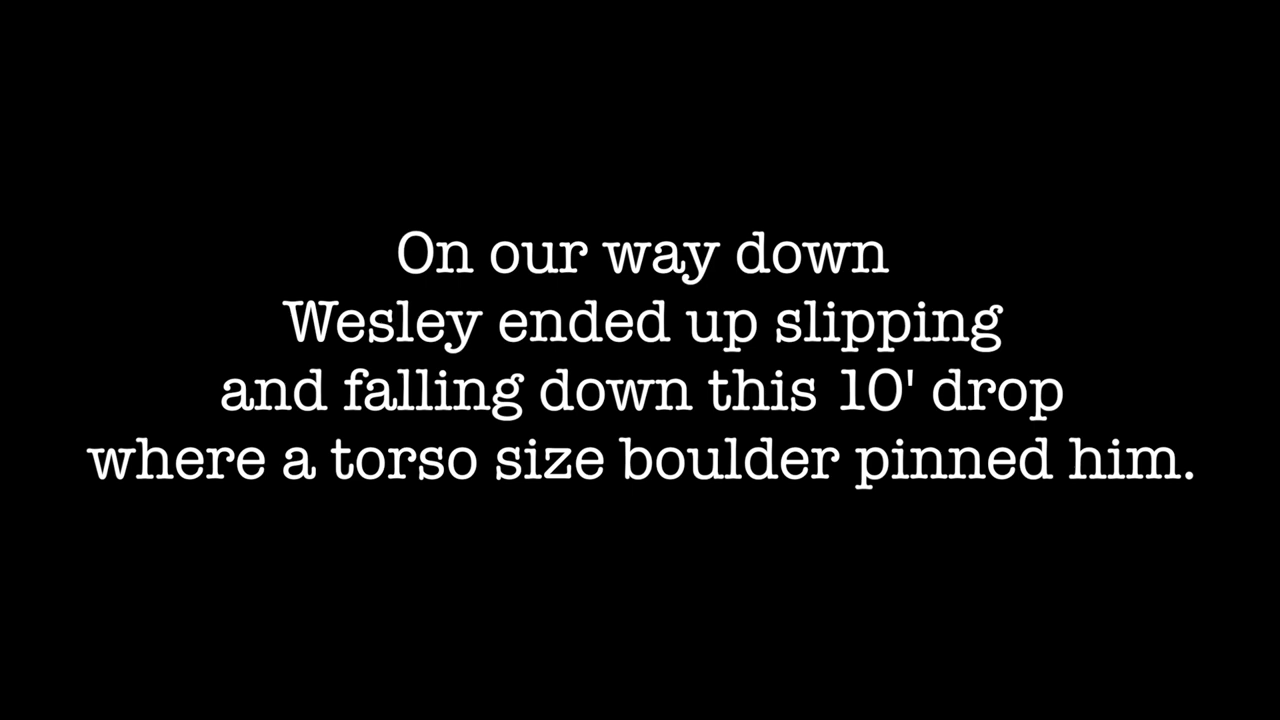 On our way down
Wesley ended up slipping
and falling down this 10' drop
where a torso size boulder pinned him.